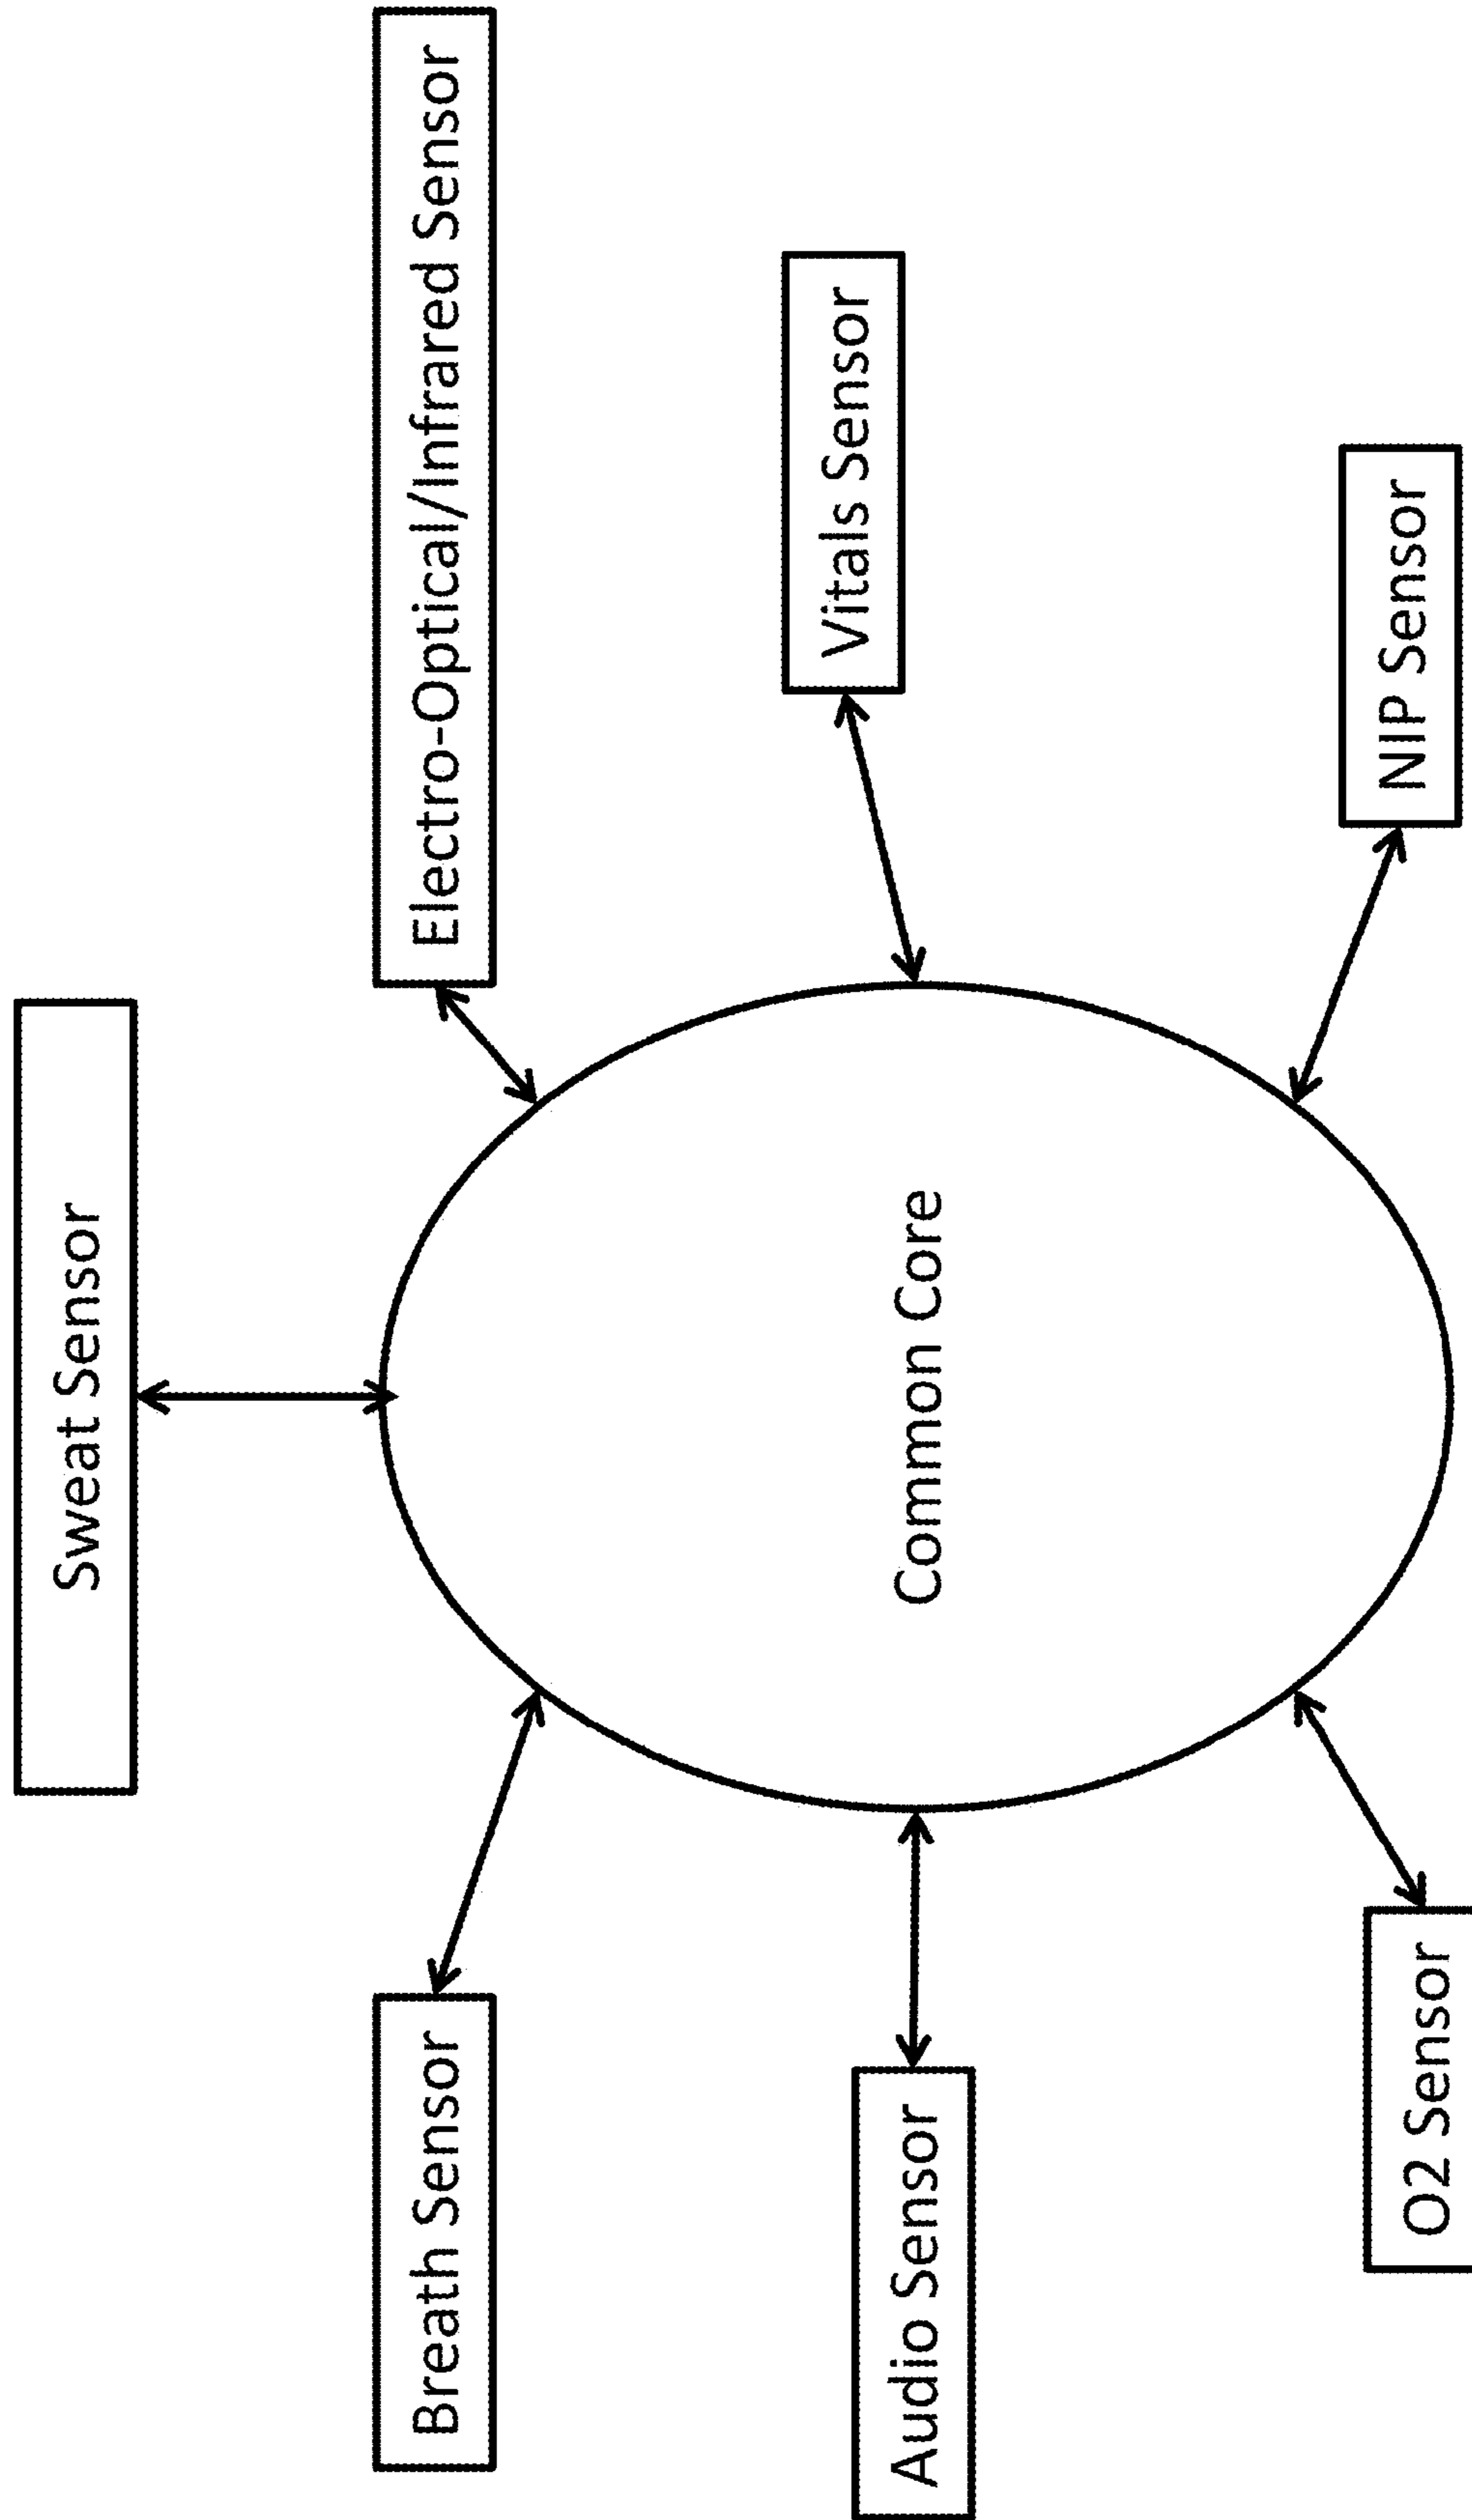 Sweat Sensor
Breath Sensor
Electro-Optical/Infrared Sensor
Vitals Sensor
Common Core
Audio Sensor
NIP Sensor
O2 Sensor